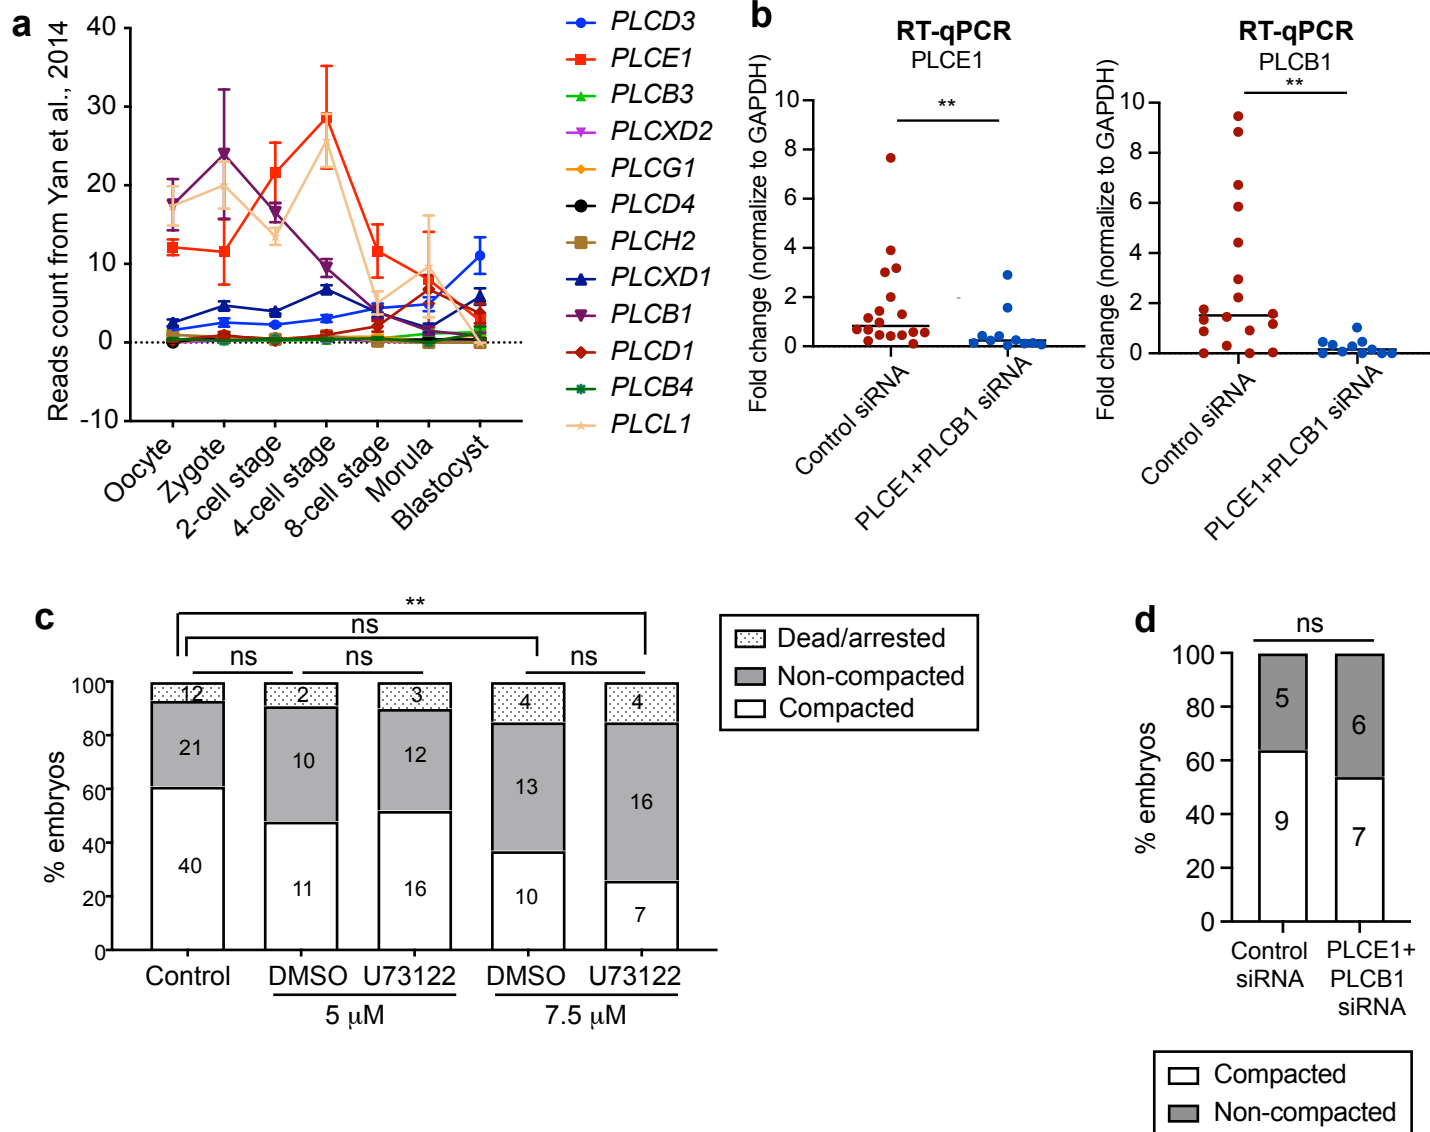 a
Reads count from Yan et al., 2014
40
30
20
10
0
-10
Oocyte
Zygote
2-cell stage
4-cell stage
8-cell stage
Morula
Blastocyst
PLCD3
PLCE1
PLCB3
PLCXD2
PLCG1
PLCD4
PLCH2
PLCXD1
PLCB1
PLCD1
PLCB4
PLCL1
b
RT-qPCR
PLCE1
Fold change (normalize to GAPDH)
10
8
6
4
2
0
**
Control siRNA
PLCE1+PLCB1 siRNA
RT-qPCR
PLCB1
Fold change (normalize to GAPDH)
10
8
6
4
2
0
**
Control siRNA
PLCE1+PLCB1 siRNA
c
**
ns
ns
ns
ns
% embryos
100
80
60
40
20
0
12
21
40
2
10
11
3
12
16
4
13
10
4
16
7
Control
DMSO
U73122
DMSO
U73122
5 μM
7.5 μM
Dead/arrested
Non-compacted
Compacted
d
ns
% embryos
100
80
60
40
20
0
5
9
6
7
Control
siRNA
PLCE1+
PLCB1
siRNA
Compacted
Non-compacted